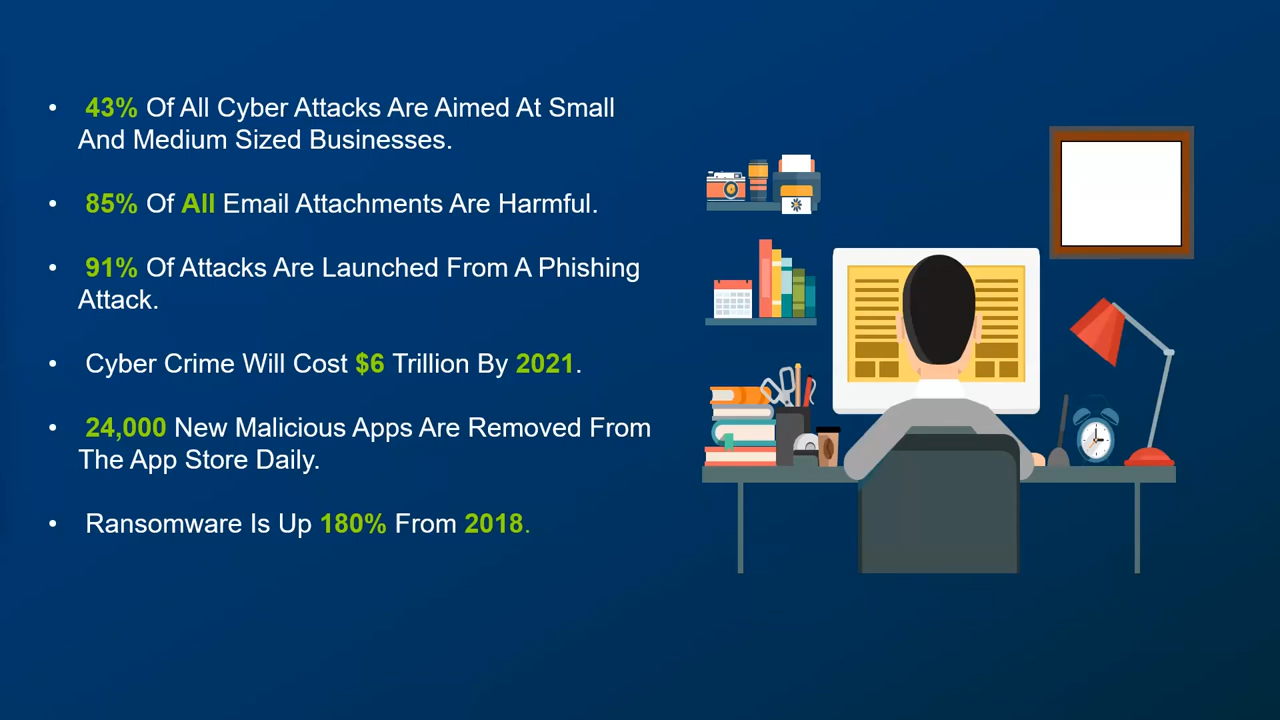 • 43% Of All Cyber Attacks Are Aimed At Small
And Medium Sized Businesses.
• 85% Of All Email Attachments Are Harmful.
• 91% Of Attacks Are Launched From A Phishing
Attack.
• Cyber Crime Will Cost $6 Trillion By 2021.
• 24,000 New Malicious Apps Are Removed From
The App Store Daily.
• Ransomware Is Up 180% From 2018.